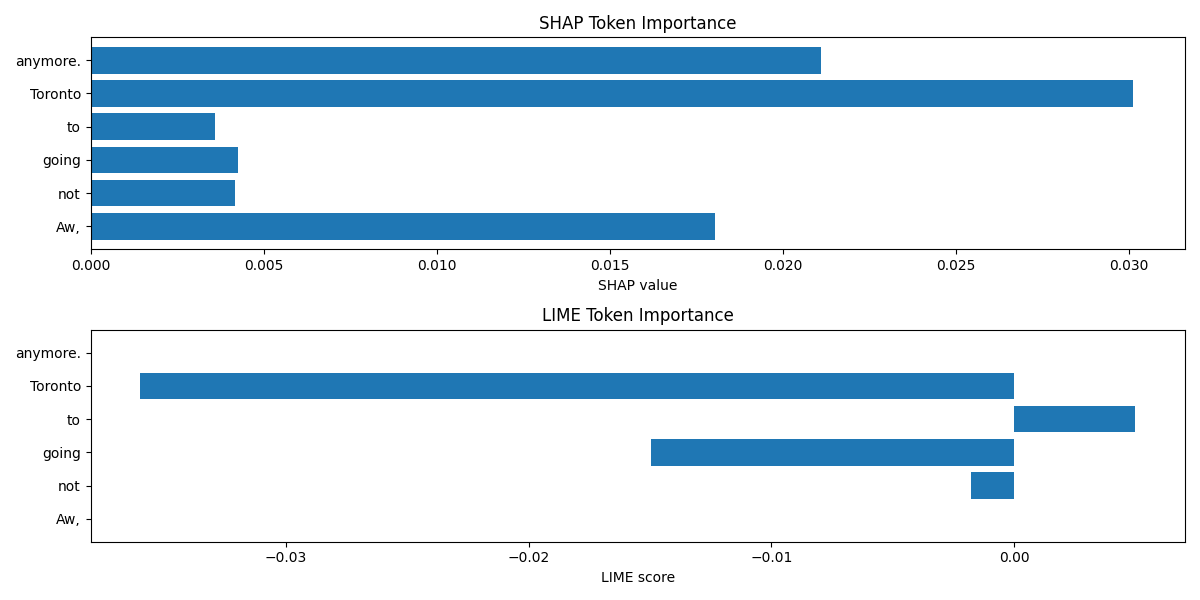 SHAP Token Importance
anymore.
Toronto
to
going
not
Aw,
0.000 0.005 0.010 0.015 0.020 0.025 0.030
SHAP value
LIME Token Importance
anymore.
Toronto
to
going
not
Aw,
−0.03 −0.02 −0.01 0.00
LIME score